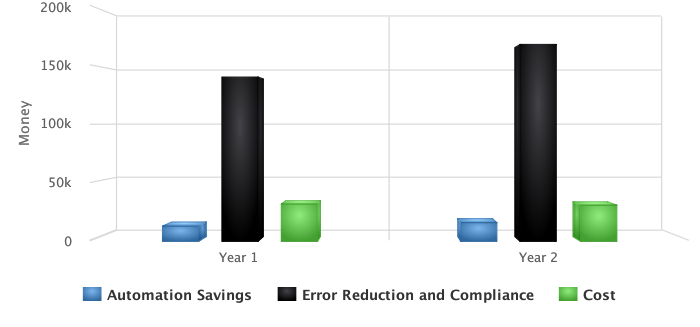 200k
150k
Money
100k
50k
0
Year 1 Year 2
Automation Savings Error Reduction and Compliance Cost